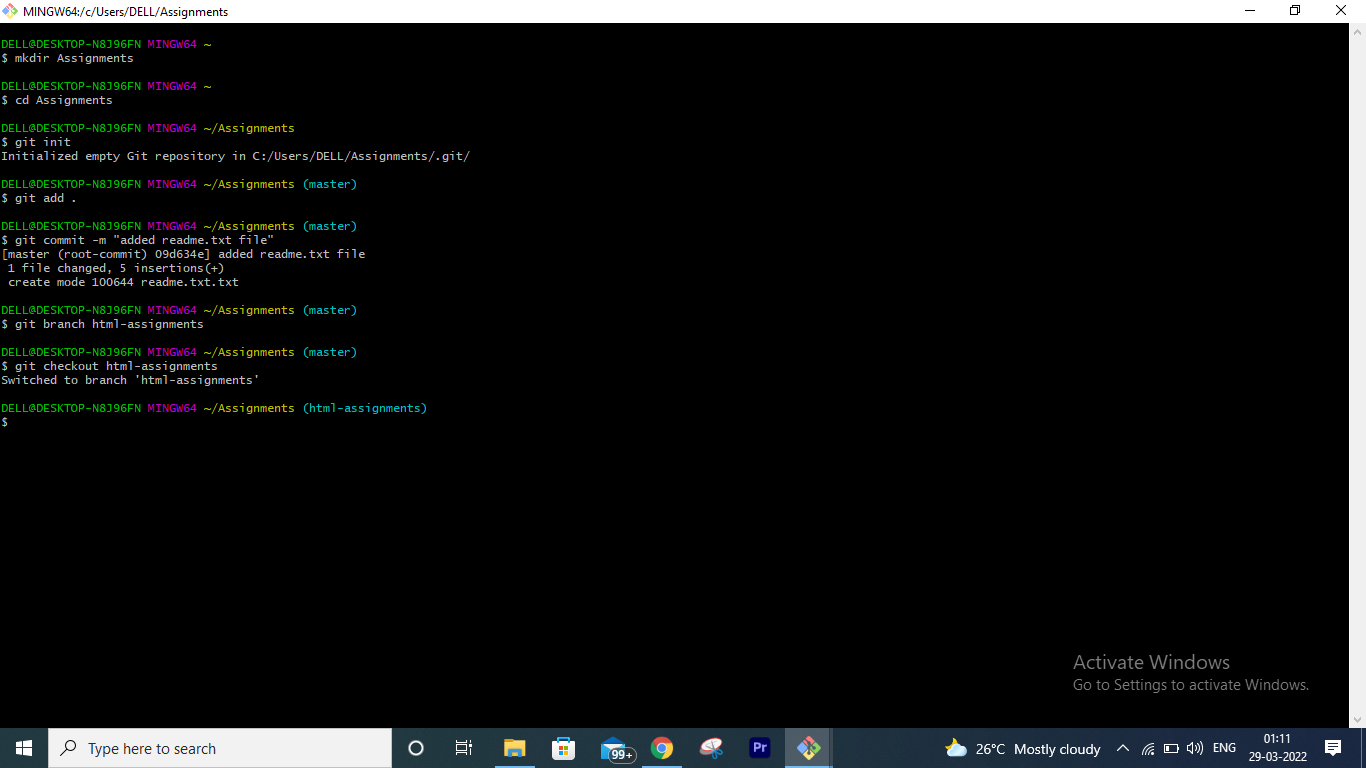 MINGW64:/c/Users/DELL/Assignments
DELL@DESKTOP-N8J96FN MINGW64 ~
$ mkdir Assignments
DELL@DESKTOP-N8J96FN MINGW64 ~
$ cd Assignments
DELL@DESKTOP-N8J96FN MINGW64 ~/Assignments
$ git init
Initialized empty Git repository in C:/Users/DELL/Assignments/.git/
DELL@DESKTOP-N8J96FN MINGW64 ~/Assignments (master)
$ git add .
DELL@DESKTOP-N8J96FN MINGW64 ~/Assignments (master)
$ git commit -m "added readme.txt file"
[master (root-commit) 09d634e] added readme.txt file
1 file changed, 5 insertions(+)
create mode 100644 readme.txt.txt
DELL@DESKTOP-N8J96FN MINGW64 ~/Assignments (master)
$ git branch html-assignments
DELL@DESKTOP-N8J96FN MINGW64 ~/Assignments (master)
$ git checkout html-assignments
Switched to branch 'html-assignments'
DELL@DESKTOP-N8J96FN MINGW64 ~/Assignments (html-assignments)
$
Activate Windows
Go to Settings to activate Windows.
Type here to search
99+
Pr
26°C Mostly cloudy
ENG
01:11
29-03-2022